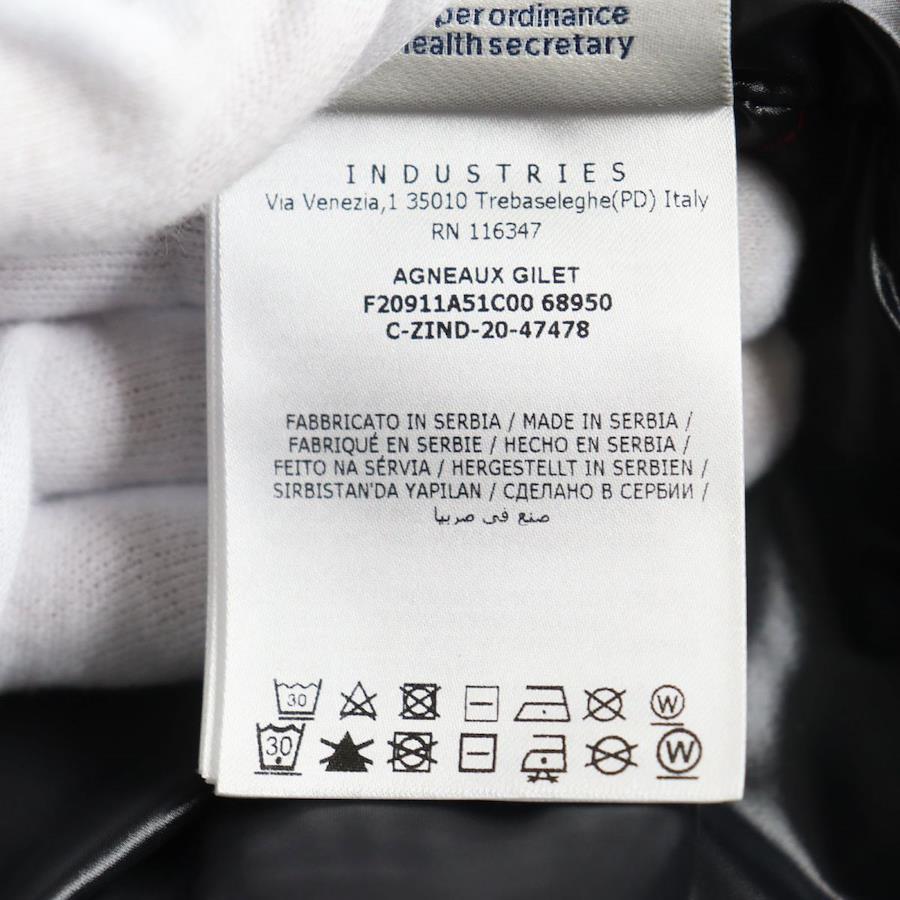 per ordinance
health secretary
INDUSTRIES
Via Venezia,1 35010 Trebaseleghe(PD) Italy
RN 116347
AGNEAUX GILET
F20911A51C00 68950
C-ZIND-20-47478
FABBRICATO IN SERBIA / MADE IN SERBIA /
FABRIQUÉ EN SERBIE / HECHO EN SERBIA /
FEITO NA SÉRVIA / HERGESTELLT IN SERBIEN /
SIRBISTAN'DA YAPILAN / СДЕЛАНО В СЕРБИИ /
صنع في صربيا
30 W
30 W